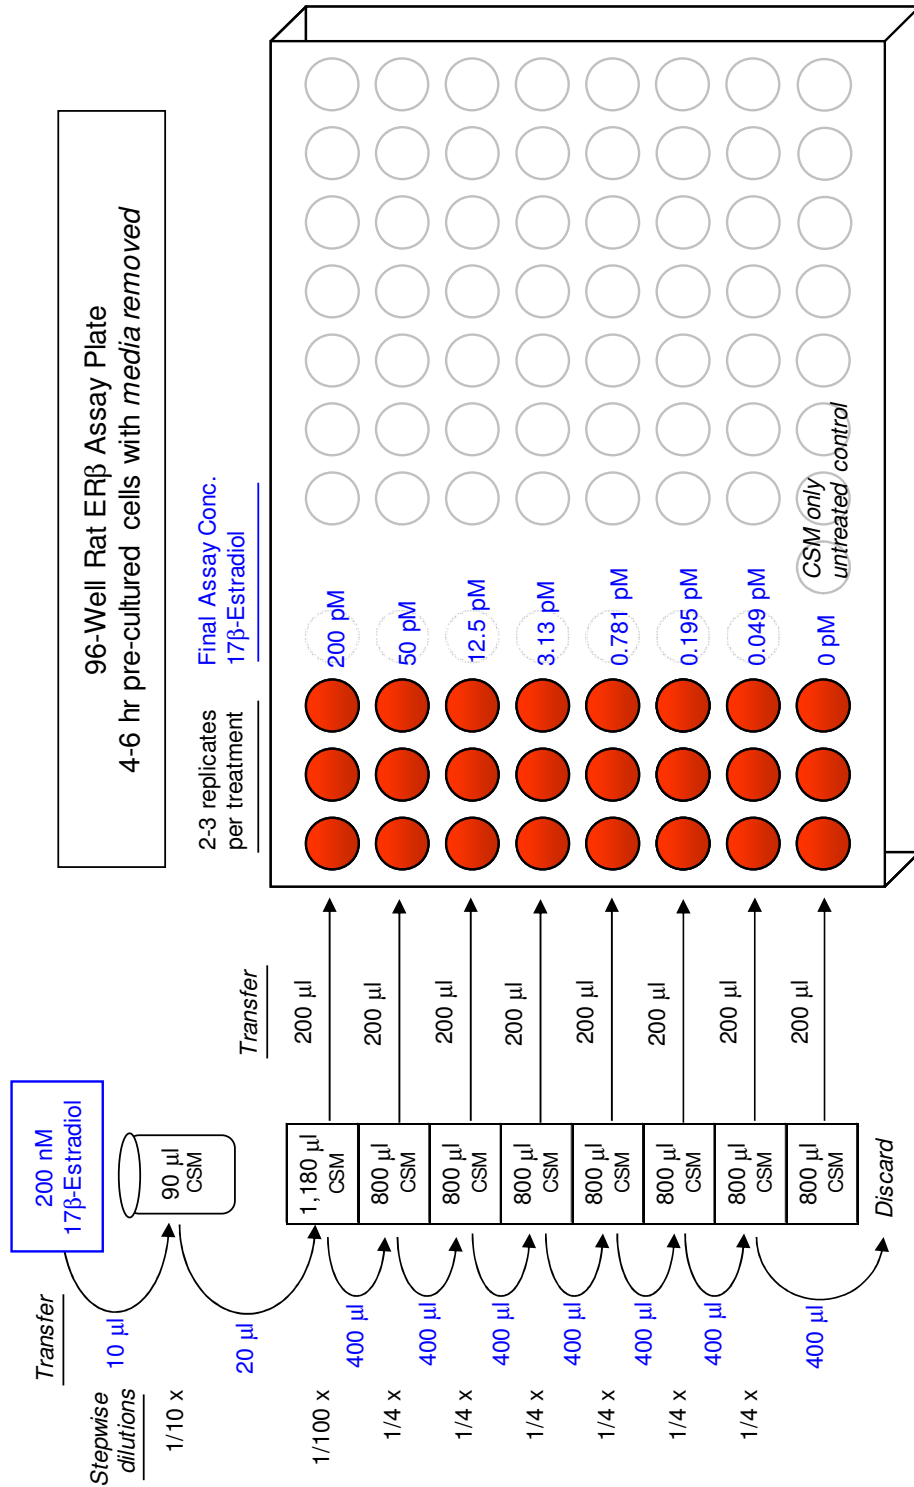 96-Well Rat ERβ Assay Plate
4-6 hr pre-cultured cells with media removed
Stepwise
dilutions
Transfer
200 nM
17β-Estradiol
1/10 x
10 µl
90 µl
CSM
20 µl
Transfer
2-3 replicates
per treatment
Final Assay Conc.
17β-Estradiol
1/100 x
1,180 µl
CSM
200 µl
200 pM
1/4 x
400 µl
800 µl
CSM
200 µl
50 pM
1/4 x
400 µl
800 µl
CSM
200 µl
12.5 pM
1/4 x
400 µl
800 µl
CSM
200 µl
3.13 pM
1/4 x
400 µl
800 µl
CSM
200 µl
0.781 pM
1/4 x
400 µl
800 µl
CSM
200 µl
0.195 pM
1/4 x
400 µl
800 µl
CSM
200 µl
0.049 pM
400 µl
800 µl
CSM
200 µl
0 pM
CSM only
untreated control
Discard